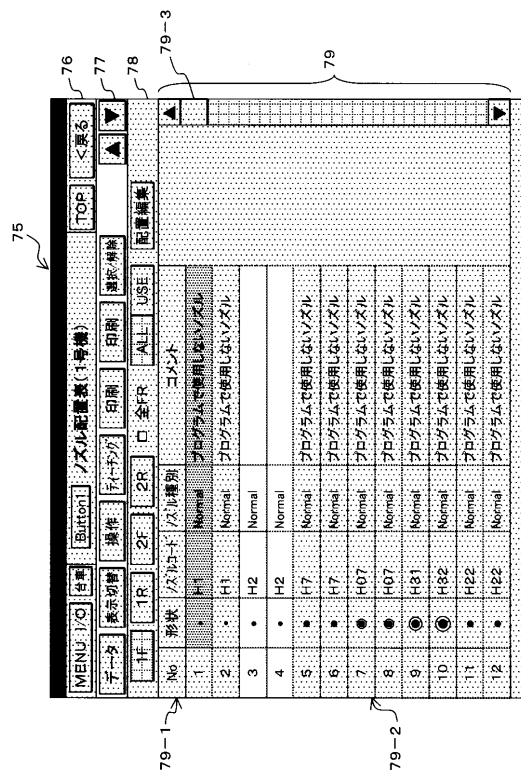 75
MENU I/O 台車 Button1 ノズル配置表(1号機) TOP <戻る
76
データ 表示切替 操作 ティーチング 印刷 印刷 選択/解除 ▲ ▼
77
1F 1R 2F 2R □ 全FR ALL USE 配置編集
78
79-1
No 形状 ノズルコード ノズル種別 コメント
79-3
1 H1 Normal プログラムで使用しないノズル
2 H1 Normal プログラムで使用しないノズル
3 H2 Normal
4 H2 Normal
5 H7 Normal プログラムで使用しないノズル
6 H7 Normal プログラムで使用しないノズル
7 H07 Normal プログラムで使用しないノズル
8 H07 Normal プログラムで使用しないノズル
9 H31 Normal プログラムで使用しないノズル
10 H32 Normal プログラムで使用しないノズル
11 H22 Normal プログラムで使用しないノズル
12 H22 Normal プログラムで使用しないノズル
79-2
79